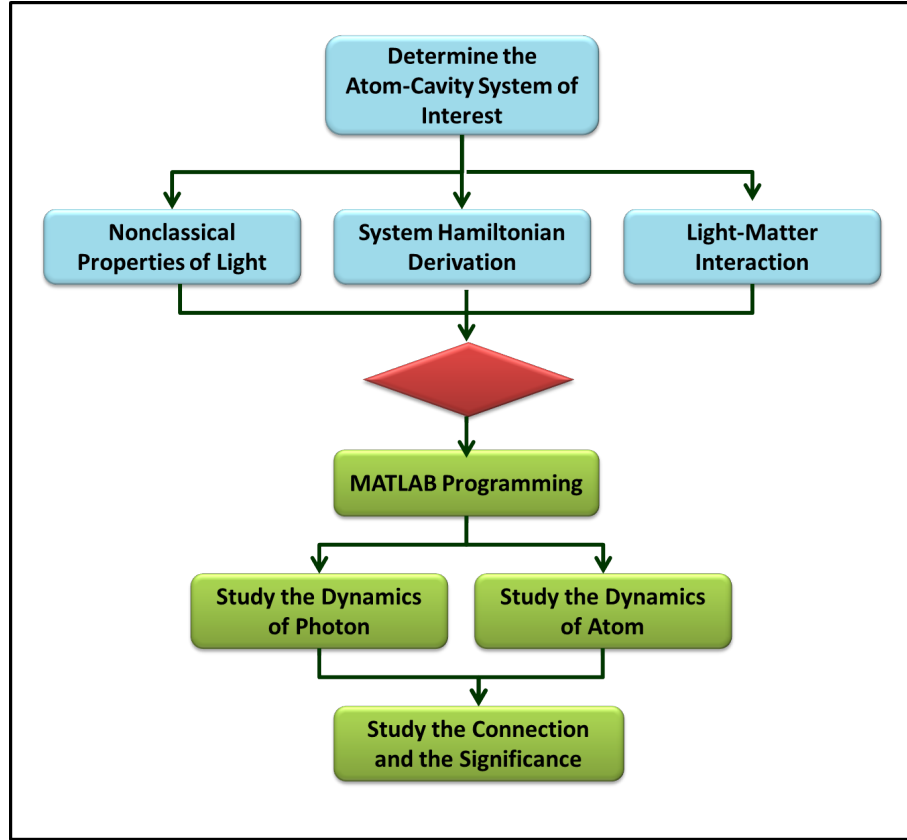 Determine the
Atom-Cavity System of
Interest
Nonclassical
Properties of Light
System Hamiltonian
Derivation
Light-Matter
Interaction
MATLAB Programming
Study the Dynamics
of Photon
Study the Dynamics
of Atom
Study the Connection
and the Significance